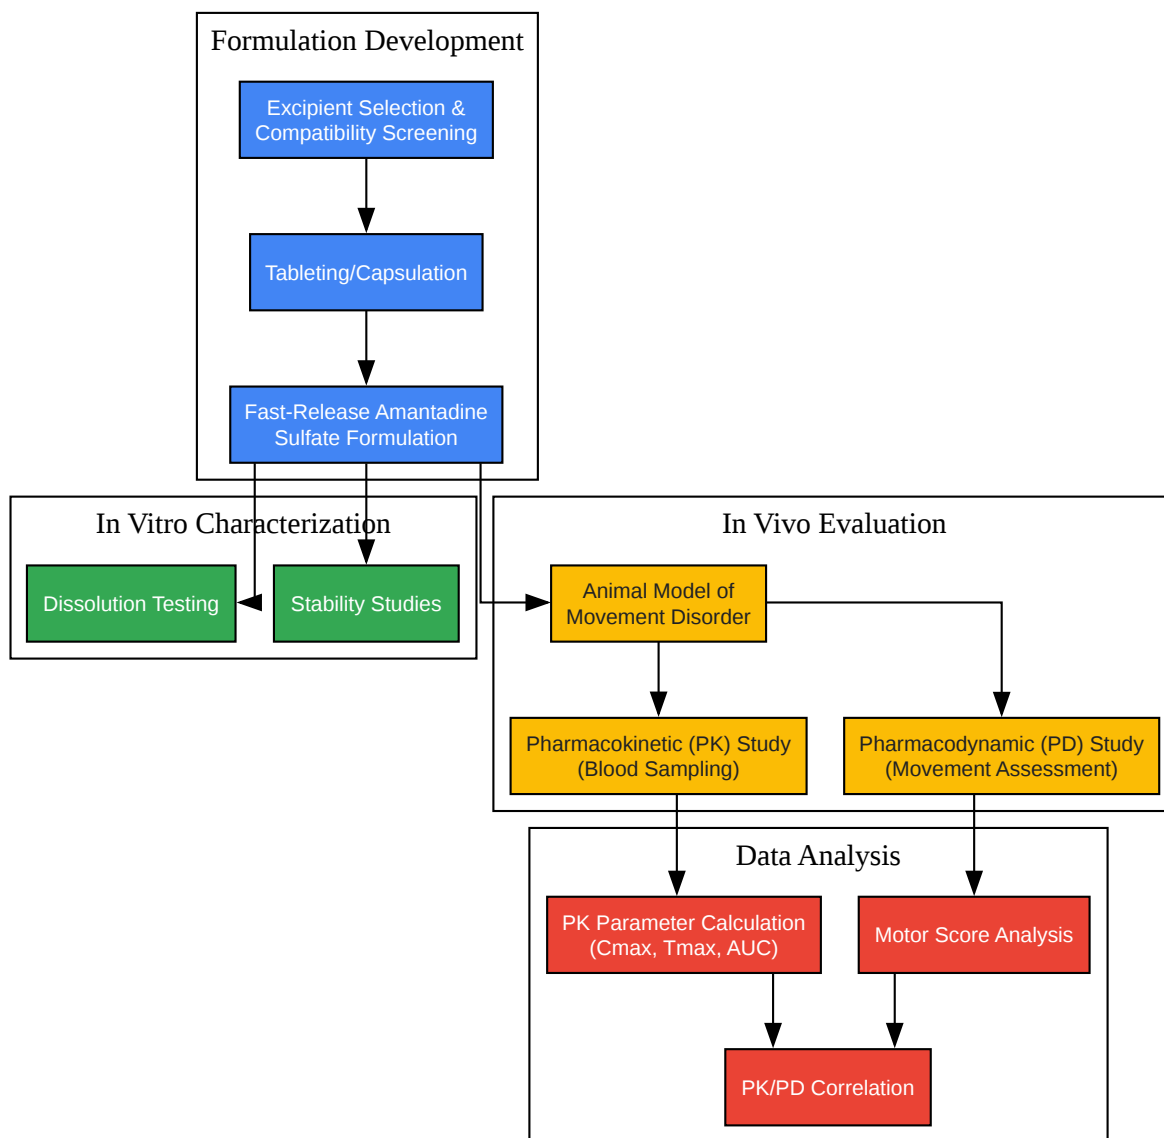 Formulation Development
Excipient Selection &
Compatibility Screening
Tableting/Capsulation
Fast-Release Amantadine
Sulfate Formulation
In Vitro Characterization
Dissolution Testing
Stability Studies
In Vivo Evaluation
Animal Model of
Movement Disorder
Pharmacokinetic (PK) Study
(Blood Sampling)
Pharmacodynamic (PD) Study
(Movement Assessment)
Data Analysis
PK Parameter Calculation
(Cmax, Tmax, AUC)
Motor Score Analysis
PK/PD Correlation